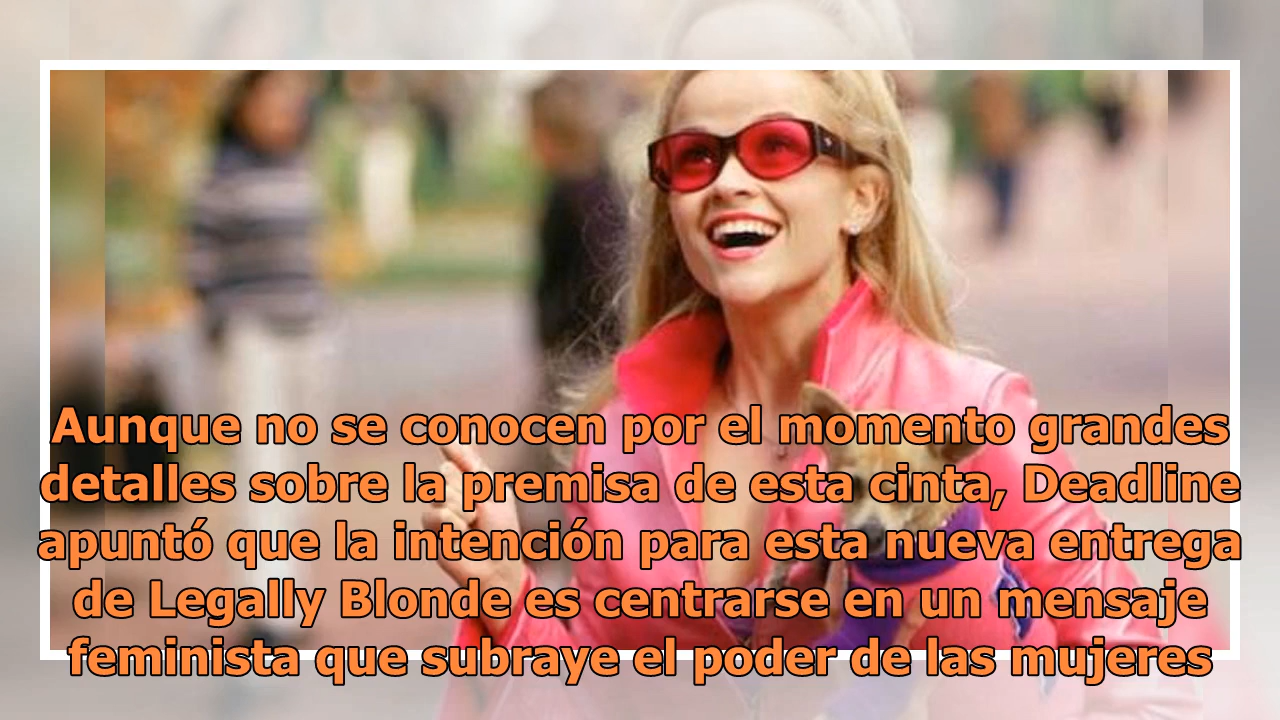 Aunque no se conocen por el momento grandes
detalles sobre la premisa de esta cinta, Deadline
apuntó que la intención para esta nueva entrega
de Legally Blonde es centrarse en un mensaje
feminista que subraye el poder de las mujeres